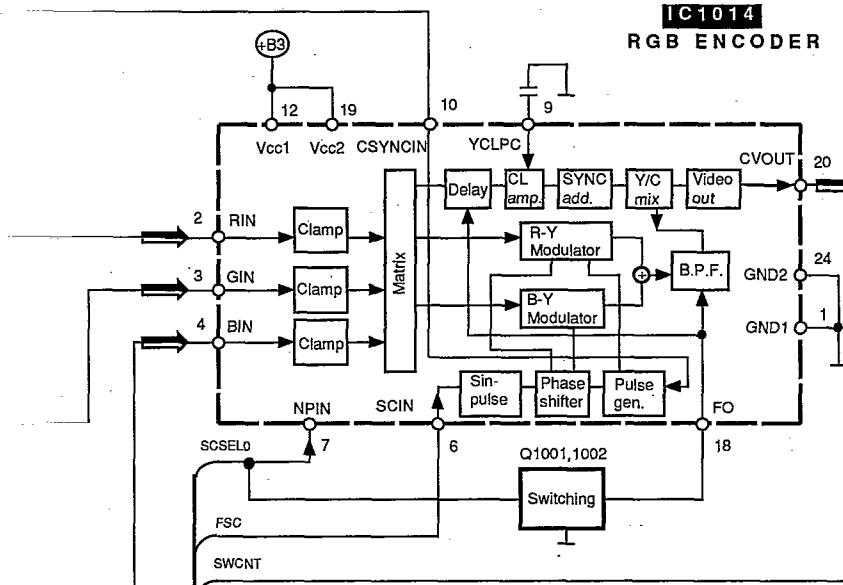 IC1014
RGB ENCODER
+B3
12
19
10
9
Vcc1
Vcc2
CSYNCIN
YCLPC
CVOUT
20
Delay
CL
amp.
SYNC
add.
Y/C
mix
Video
out
2
RIN
Clamp
Matrix
R-Y
Modulator
+
B.P.F.
24
GND2
3
GIN
Clamp
B-Y
Modulator
4
BIN
Clamp
1
GND1
Sin-
pulse
Phase
shifter
Pulse
gen.
NPIN
SCIN
FO
7
6
18
SCSEL0
Q1001,1002
Switching
FSC
SWCNT